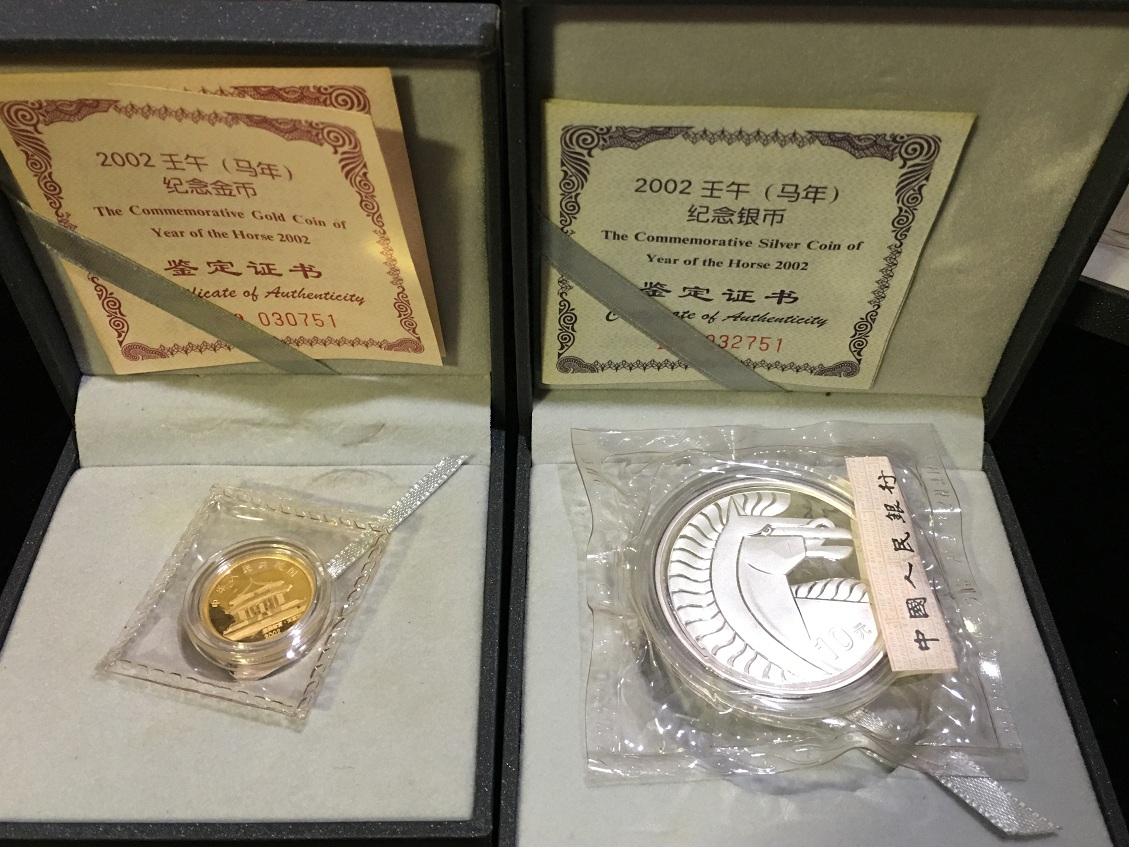 2002 壬午（马年）
纪念金币
The Commemorative Gold Coin of
Year of the Horse 2002
鉴定证书
of Authenticity
030751
2002 壬午（马年）
纪念银币
The Commemorative Silver Coin of
Year of the Horse 2002
鉴定证书
of Authenticity
032751
10元
中國人民銀行